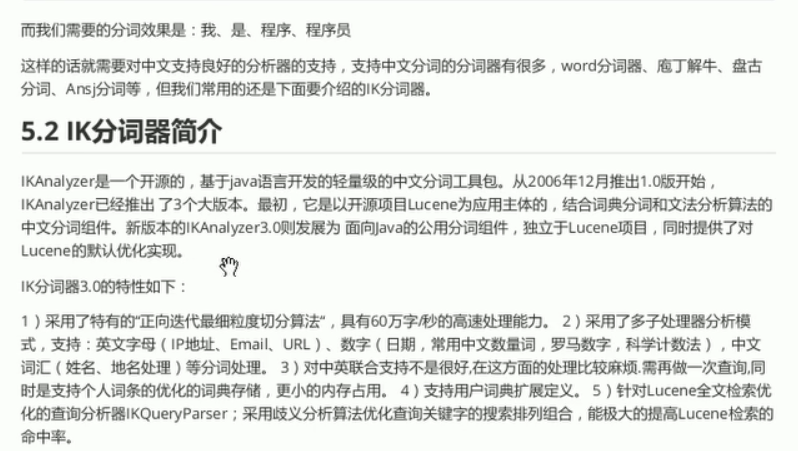 而我们需要的分词效果是：我、是、程序、程序员
这样的话就需要对中文支持良好的分析器的支持，支持中文分词的分词器有很多，word分词器、庖丁解牛、盘古
分词、Ansj分词等，但我们常用的还是下面要介绍的IK分词器。
5.2 IK分词器简介
IKAnalyzer是一个开源的，基于java语言开发的轻量级的中文分词工具包。从2006年12月推出1.0版开始，
IKAnalyzer已经推出 了3个大版本。最初，它是以开源项目Lucene为应用主体的，结合词典分词和文法分析算法的
中文分词组件。新版本的IKAnalyzer3.0则发展为 面向Java的公用分词组件，独立于Lucene项目，同时提供了对
Lucene的默认优化实现。
IK分词器3.0的特性如下：
1）采用了特有的“正向迭代最细粒度切分算法“，具有60万字/秒的高速处理能力。 2）采用了多子处理器分析模
式，支持：英文字母（IP地址、Email、URL）、数字（日期，常用中文数量词，罗马数字，科学计数法），中文
词汇（姓名、地名处理）等分词处理。 3）对中英联合支持不是很好,在这方面的处理比较麻烦.需再做一次查询,同
时是支持个人词条的优化的词典存储，更小的内存占用。 4）支持用户词典扩展定义。 5）针对Lucene全文检索优
化的查询分析器IKQueryParser；采用歧义分析算法优化查询关键字的搜索排列组合，能极大的提高Lucene检索的
命中率。